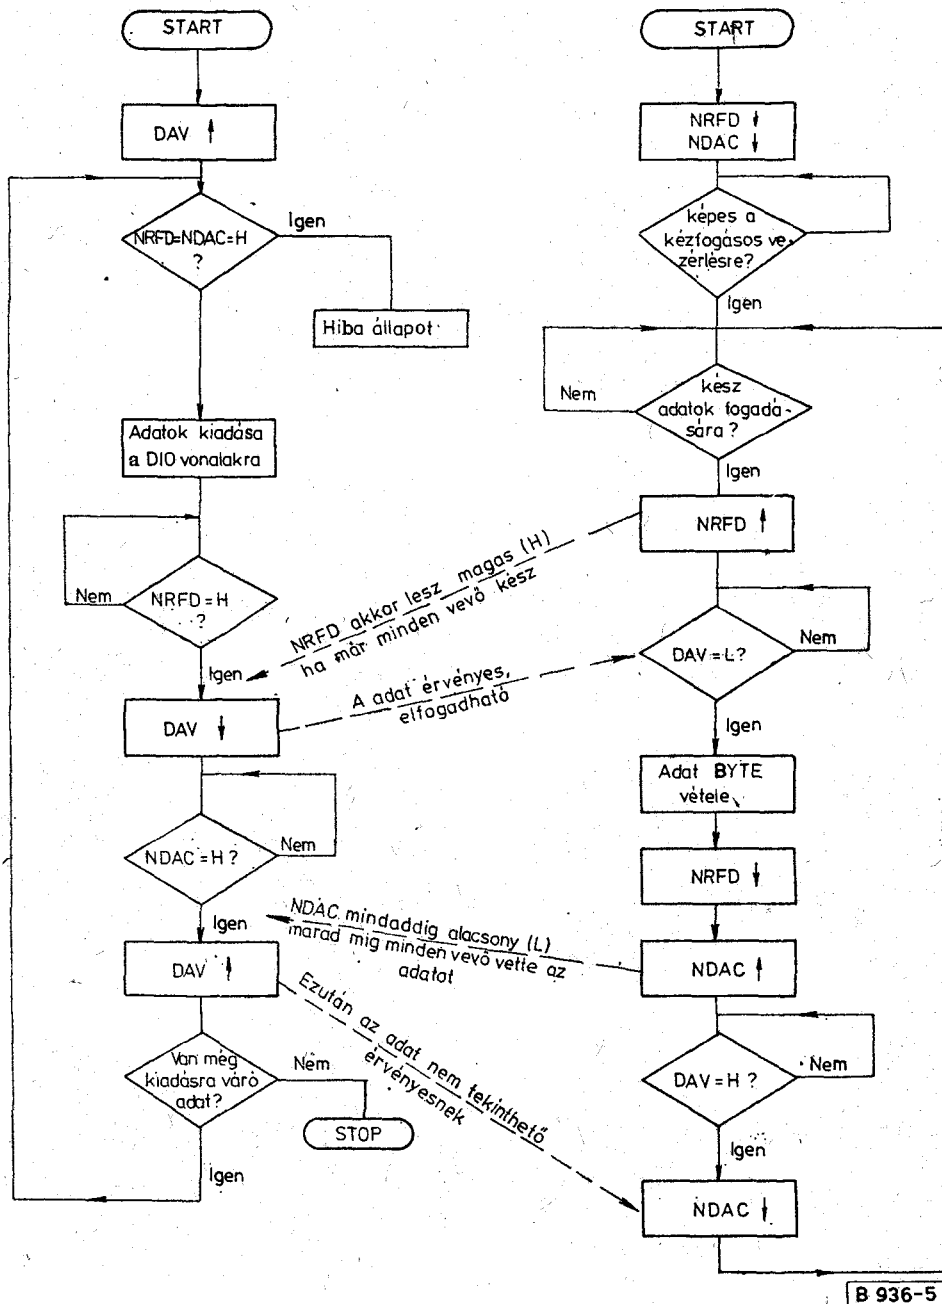 START
DAV
NRFD=NDAC=H
?
Igen
Hiba állapot
Adatok kiadása
a DIO vonalakra
Nem
NRFD=H
?
Igen
DAV
NDAC=H?
Nem
Igen
DAV
Van még
kiadásra váró
adat?
Nem
STOP
Igen
NRFD akkor lesz magas (H)
ha már minden vevő kész
A adat érvényes,
elfogadható
NDAC mindaddig alacsony (L)
marad mig minden vevő vette az
adatot
Ezután az adat nem tekinthető
érvényesnek
START
NRFD
NDAC
képes a
kézfogásos ve-
zérlésre?
Igen
Nem
kész
adatok fogadá-
sára?
Igen
NRFD
DAV=L?
Nem
Igen
Adat BYTE
vétele
NRFD
NDAC
DAV=H?
Nem
Igen
NDAC
B 936-5